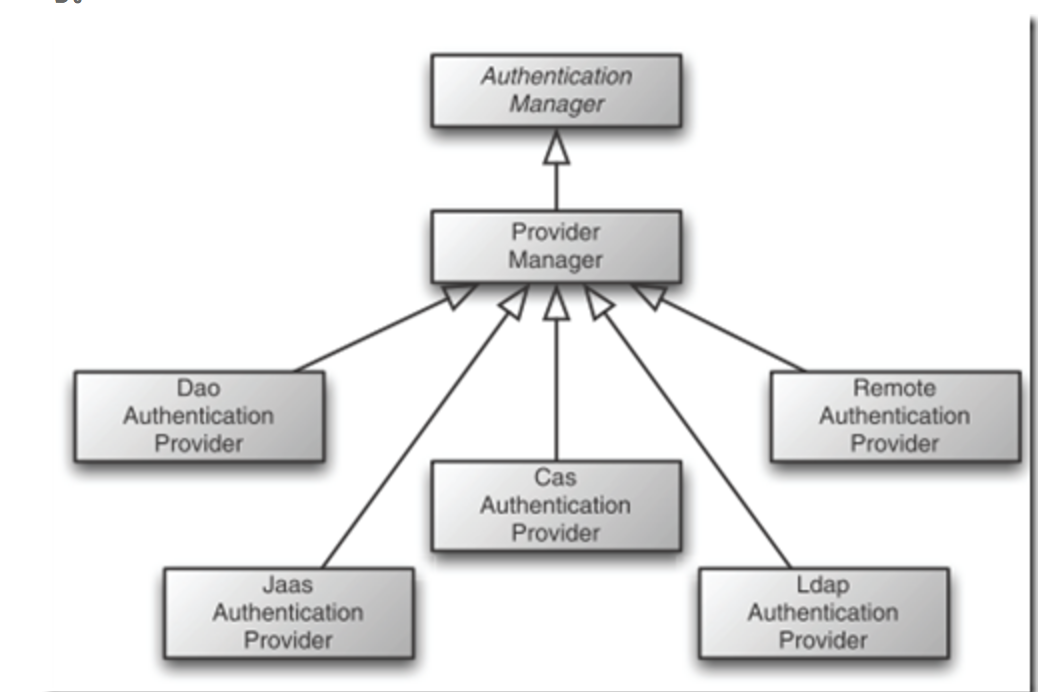 Authentication
Manager
Provider
Manager
Dao
Authentication
Provider
Remote
Authentication
Provider
Cas
Authentication
Provider
Jaas
Authentication
Provider
Ldap
Authentication
Provider